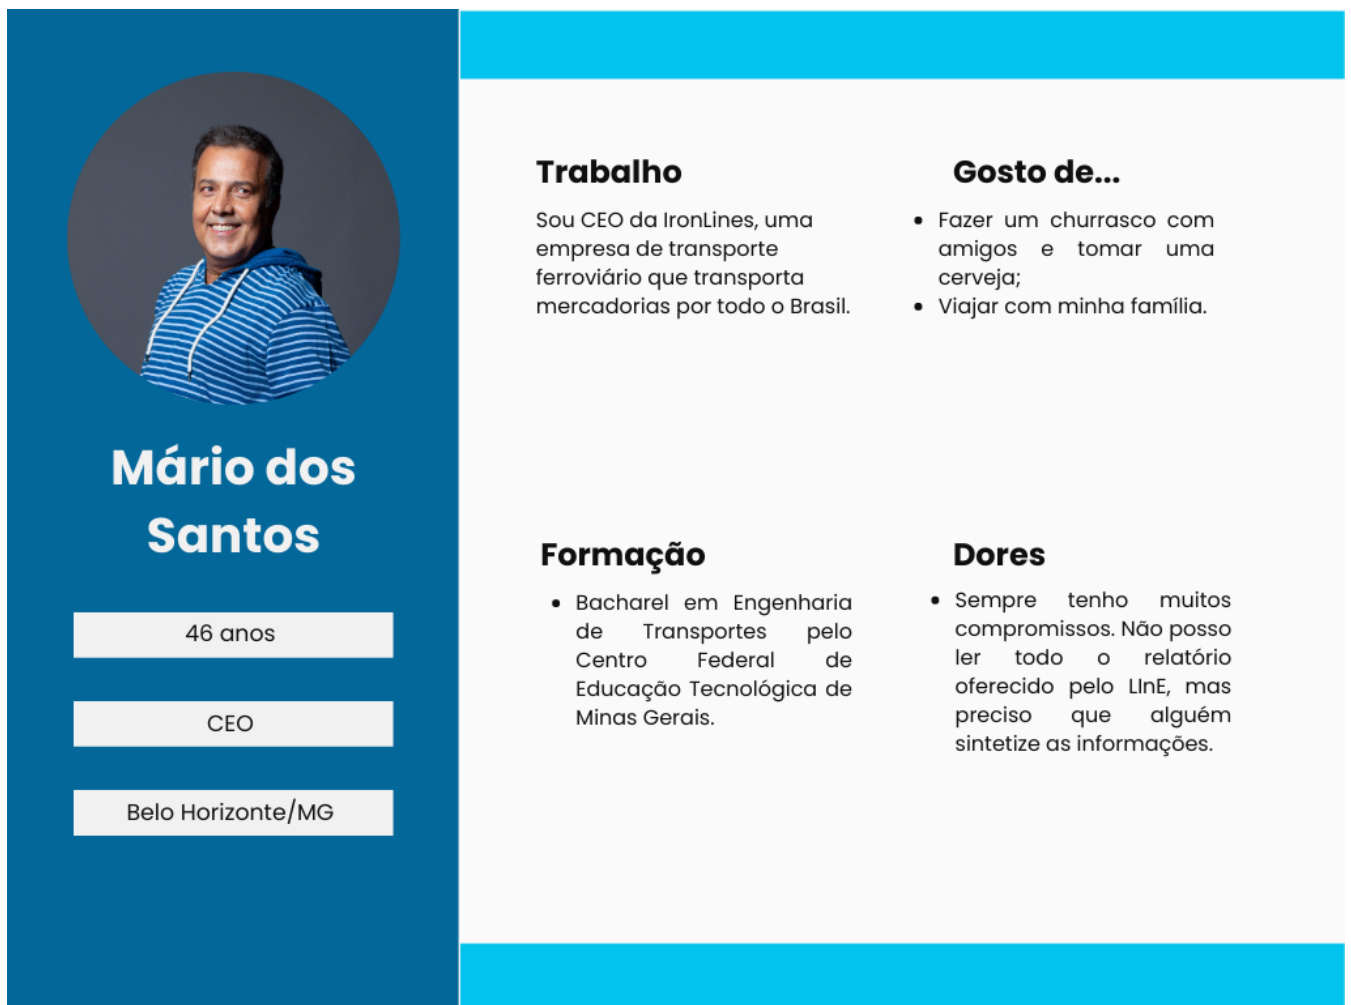 Mário dos
Santos
46 anos
CEO
Belo Horizonte/MG
Trabalho
Sou CEO da IronLines, uma
empresa de transporte
ferroviário que transporta
mercadorias por todo o Brasil.
Gosto de...
• Fazer um churrasco com
amigos e tomar uma
cerveja;
• Viajar com minha família.
Formação
• Bacharel em Engenharia
de Transportes pelo
Centro Federal de
Educação Tecnológica de
Minas Gerais.
Dores
• Sempre tenho muitos
compromissos. Não posso
ler todo o relatório
oferecido pelo LInE, mas
preciso que alguém
sintetize as informações.